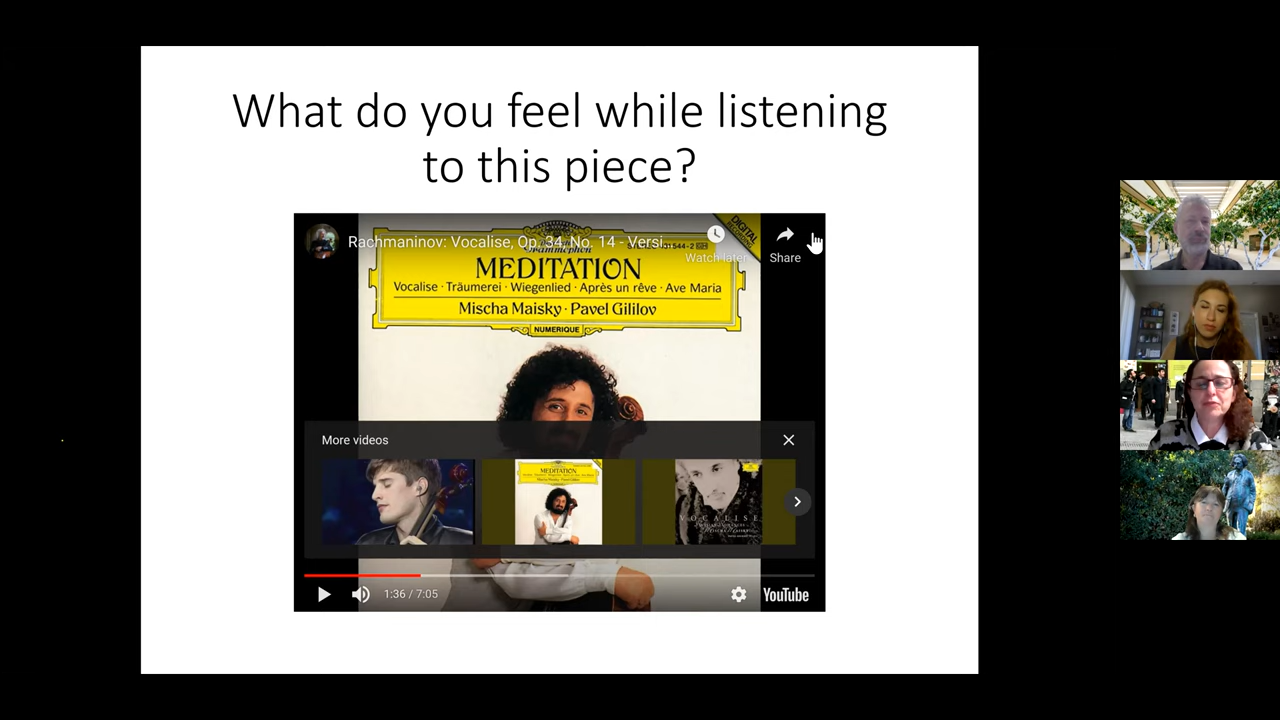 What do you feel while listening
to this piece?
Rachmaninov: Vocalise, Op. 34, No. 14 - Versi...
Watch later
Share
DIGITAL
Grammophon
MEDITATION
Vocalise · Träumerei · Wiegenlied · Après un rêve · Ave Maria
Mischa Maisky · Pavel Gililov
NUMERIQUE
More videos
MEDITATION
VOCALISE
1:36 / 7:05
YouTube